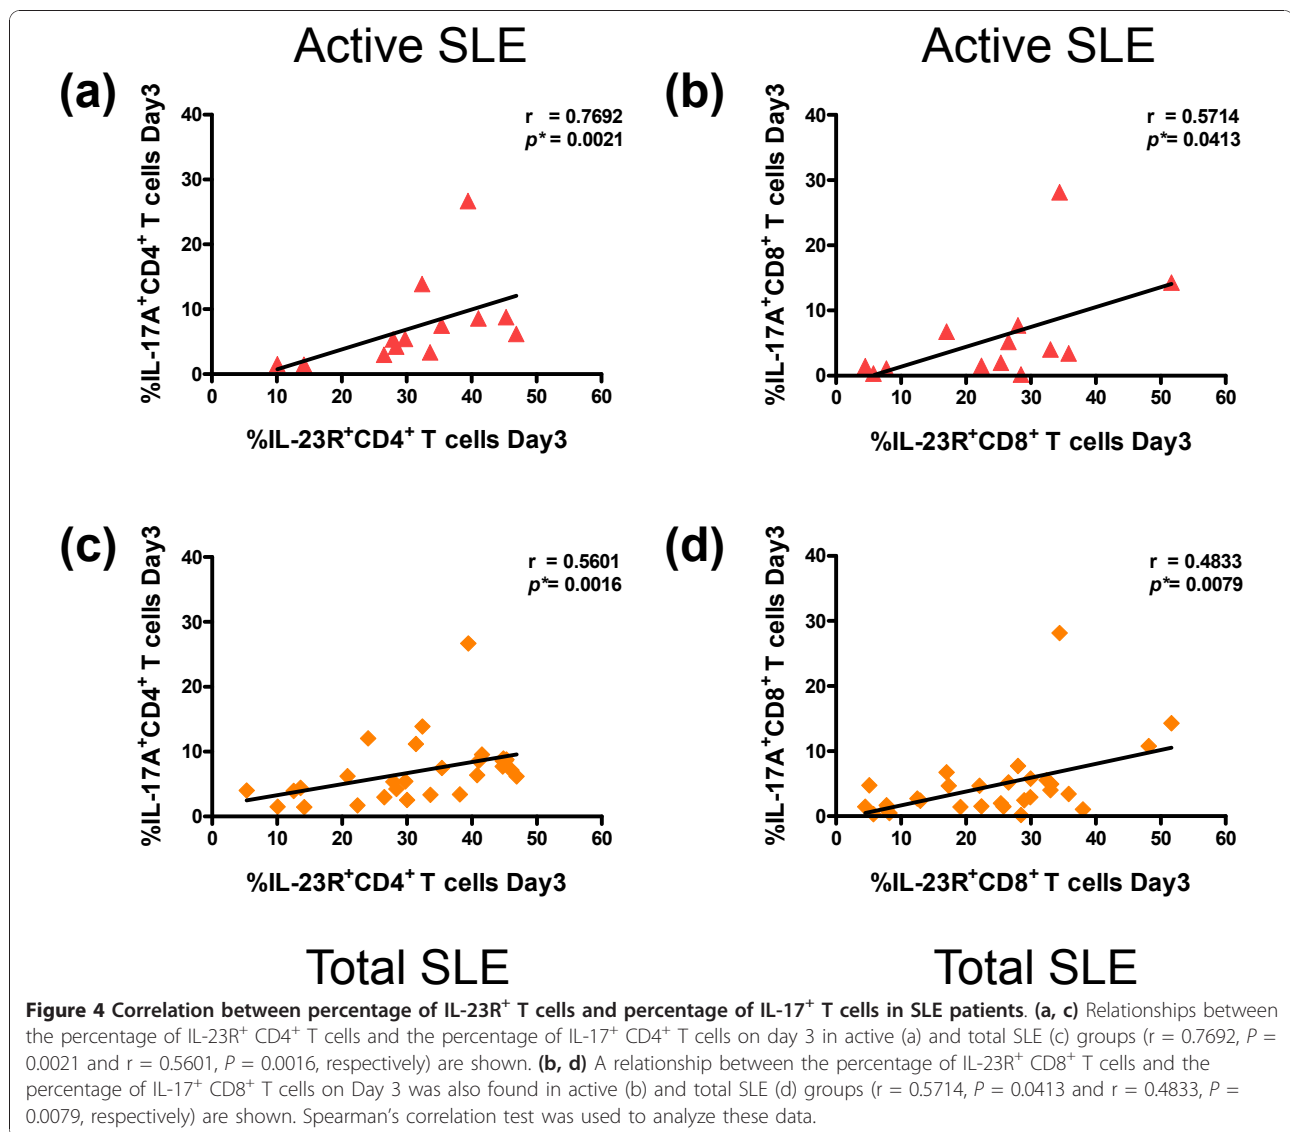 Active SLE
Active SLE
(a)
%IL-17A⁺CD4⁺ T cells Day3
40
30
20
10
0
0 10 20 30 40 50 60
r = 0.7692
p* = 0.0021
%IL-23R⁺CD4⁺ T cells Day3
(b)
%IL-17A⁺CD8⁺ T cells Day3
40
30
20
10
0
0 10 20 30 40 50 60
r = 0.5714
p* = 0.0413
%IL-23R⁺CD8⁺ T cells Day3
(c)
%IL-17A⁺CD4⁺ T cells Day3
40
30
20
10
0
0 10 20 30 40 50 60
r = 0.5601
p*= 0.0016
%IL-23R⁺CD4⁺ T cells Day3
(d)
%IL-17A⁺CD8⁺ T cells Day3
40
30
20
10
0
0 10 20 30 40 50 60
r = 0.4833
p*= 0.0079
%IL-23R⁺CD8⁺ T cells Day3
Total SLE
Total SLE
Figure 4 Correlation between percentage of IL-23R⁺ T cells and percentage of IL-17⁺ T cells in SLE patients. (a, c) Relationships between
the percentage of IL-23R⁺ CD4⁺ T cells and the percentage of IL-17⁺ CD4⁺ T cells on day 3 in active (a) and total SLE (c) groups (r = 0.7692, P =
0.0021 and r = 0.5601, P = 0.0016, respectively) are shown. (b, d) A relationship between the percentage of IL-23R⁺ CD8⁺ T cells and the
percentage of IL-17⁺ CD8⁺ T cells on Day 3 was also found in active (b) and total SLE (d) groups (r = 0.5714, P = 0.0413 and r = 0.4833, P =
0.0079, respectively) are shown. Spearman's correlation test was used to analyze these data.